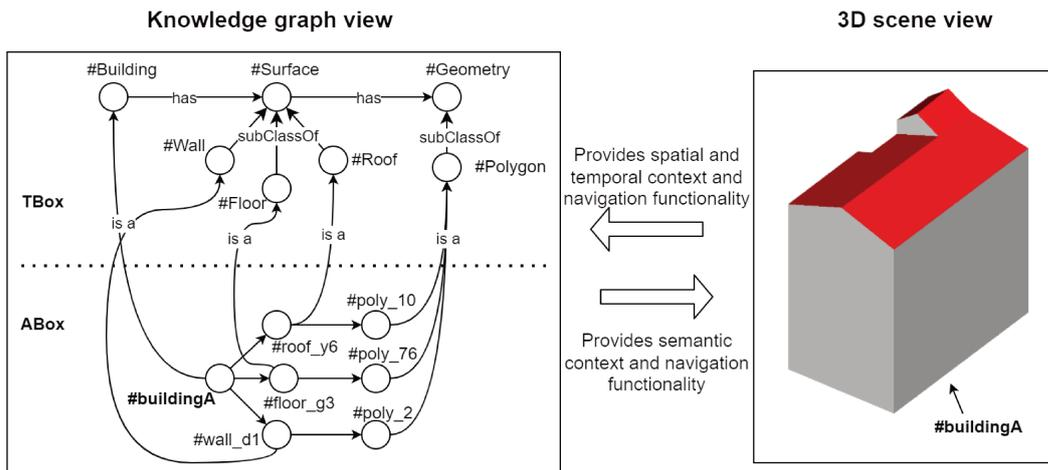 Knowledge graph view
3D scene view
#Building
#Surface
#Geometry
has
has
subClassOf
subClassOf
#Wall
#Roof
#Polygon
#Floor
TBox
is a
is a
is a
is a
ABox
#poly_10
#roof_y6
#poly_76
#buildingA
#floor_g3
#poly_2
#wall_d1
Provides spatial and
temporal context and
navigation functionality
Provides semantic
context and navigation
functionality
#buildingA